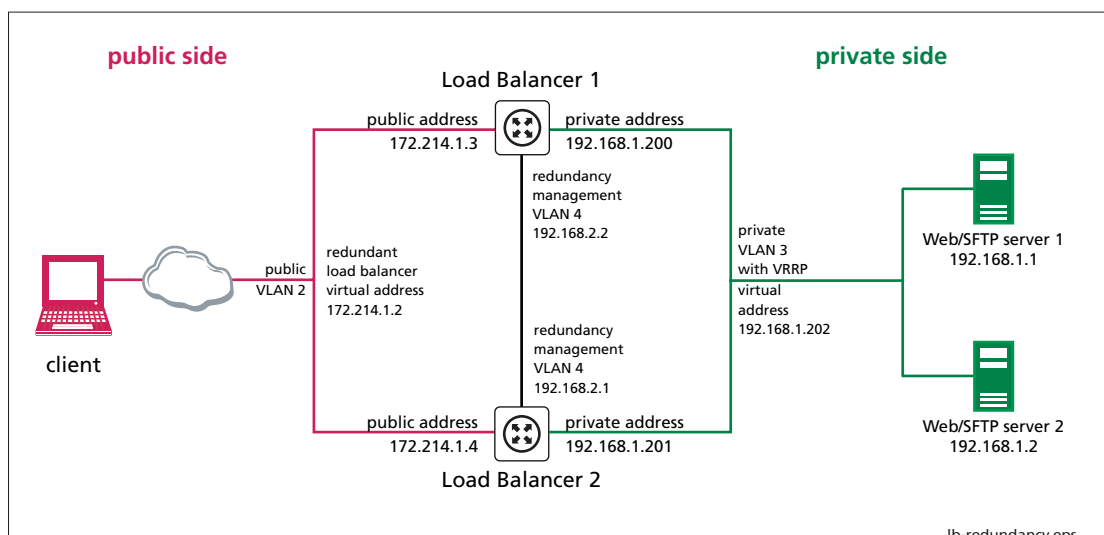 public side
private side
Load Balancer 1
public address
172.214.1.3
private address
192.168.1.200
redundancy
management
VLAN 4
192.168.2.2
Web/SFTP server 1
192.168.1.1
private
VLAN 3
with VRRP
virtual
address
192.168.1.202
public
VLAN 2
redundant
load balancer
virtual address
172.214.1.2
client
redundancy
management
VLAN 4
192.168.2.1
public address
172.214.1.4
private address
192.168.1.201
Load Balancer 2
Web/SFTP server 2
192.168.1.2
lb-redundancy.eps